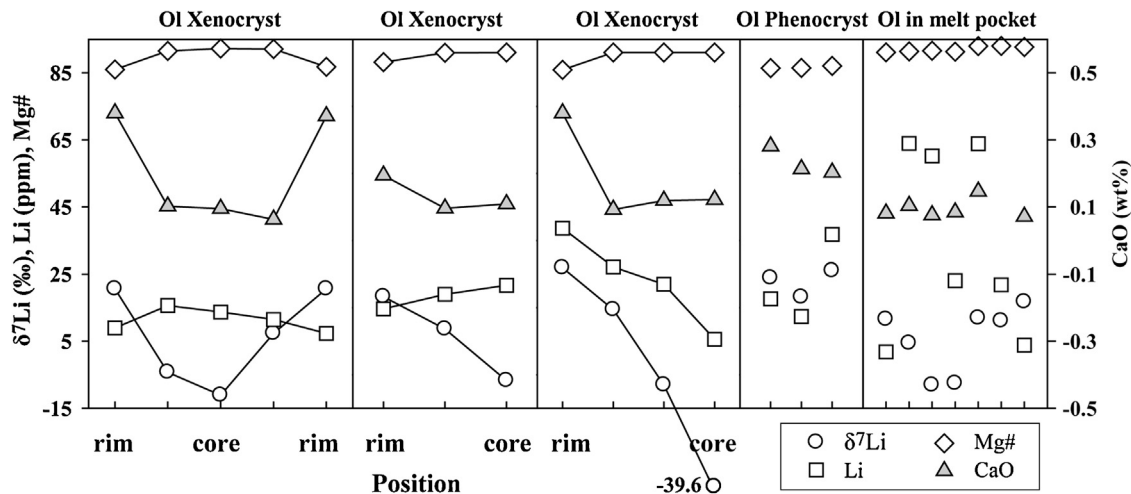 Ol Xenocryst Ol Xenocryst Ol Xenocryst Ol Phenocryst Ol in melt pocket
δ⁷Li (‰), Li (ppm), Mg#
85
65
45
25
5
-15
0.5
0.3
0.1
-0.1
-0.3
-0.5
CaO (wt%)
rim core rim rim core rim core
-39.6
Position
δ⁷Li Mg#
Li CaO